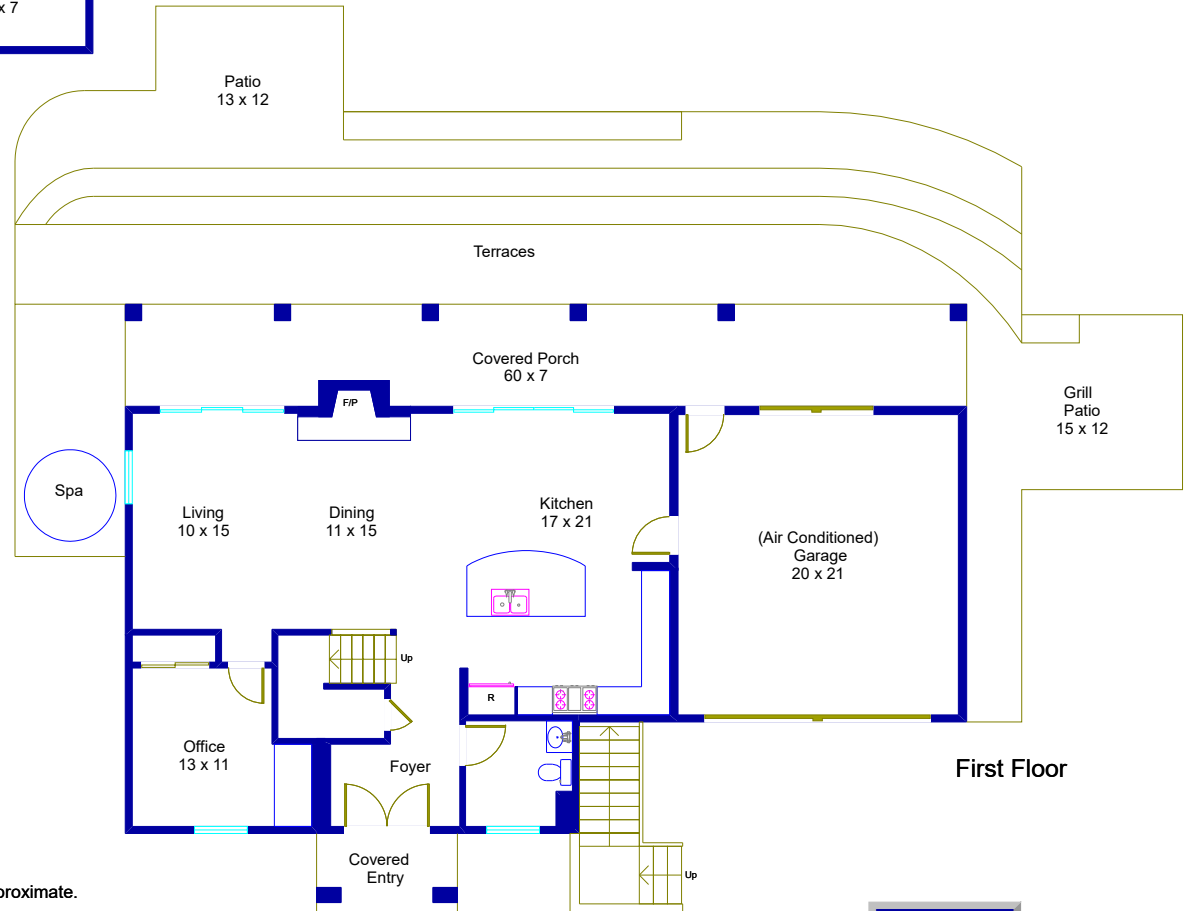 x 7
Patio
13 x 12
Terraces
Covered Porch
60 x 7
F/P
Grill
Patio
15 x 12
Spa
Living
10 x 15
Dining
11 x 15
Kitchen
17 x 21
(Air Conditioned)
Garage
20 x 21
Up
R
Office
13 x 11
Foyer
First Floor
Covered
Entry
Up
proximate.